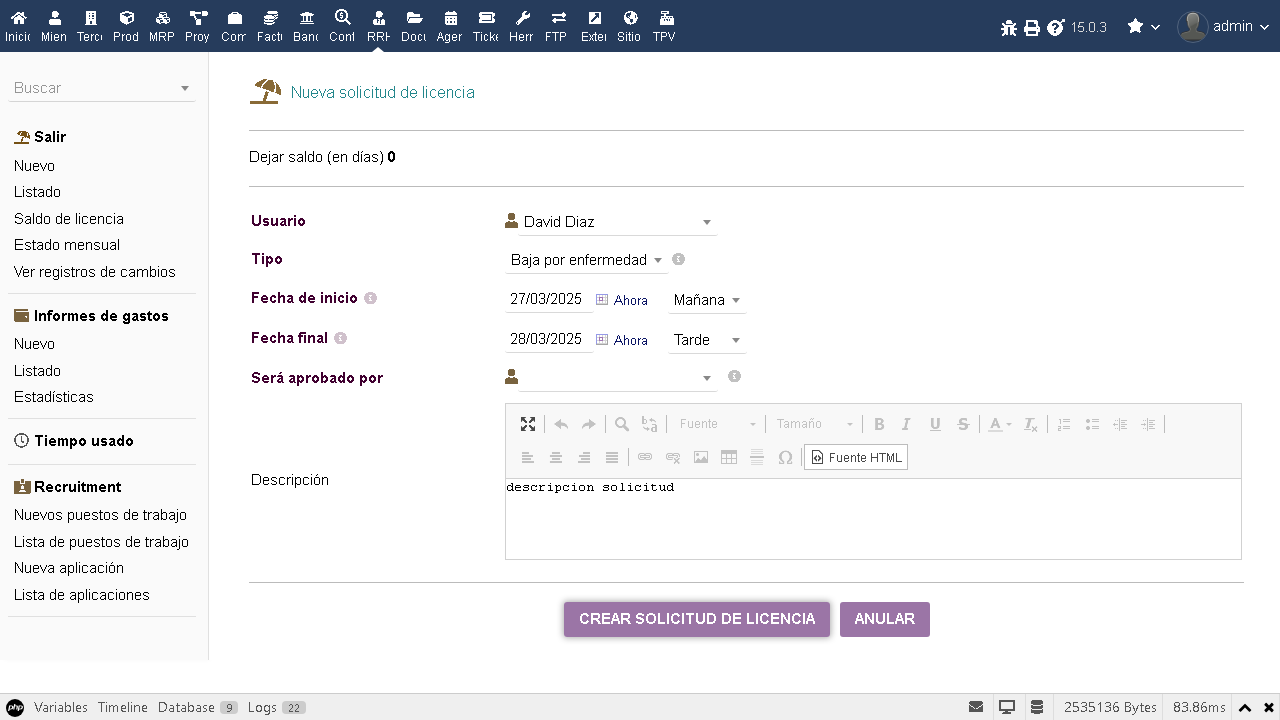 Inic Mien Terc Prod MRP Proy Com Factu Banc Cont RRH Docu Agen Ticke Herr FTP Exter Sitio TPV
15.0.3 admin
Buscar
Salir
Nuevo
Listado
Saldo de licencia
Estado mensual
Ver registros de cambios
Informes de gastos
Nuevo
Listado
Estadísticas
Tiempo usado
Recruitment
Nuevos puestos de trabajo
Lista de puestos de trabajo
Nueva aplicación
Lista de aplicaciones
Nueva solicitud de licencia
Dejar saldo (en días) 0
Usuario David Diaz
Tipo Baja por enfermedad
Fecha de inicio 27/03/2025 Ahora Mañana
Fecha final 28/03/2025 Ahora Tarde
Será aprobado por
Fuente Tamaño
Fuente HTML
Descripción
descripcion solicitud
CREAR SOLICITUD DE LICENCIA ANULAR
php Variables Timeline Database 9 Logs 22 2535136 Bytes 83.86ms